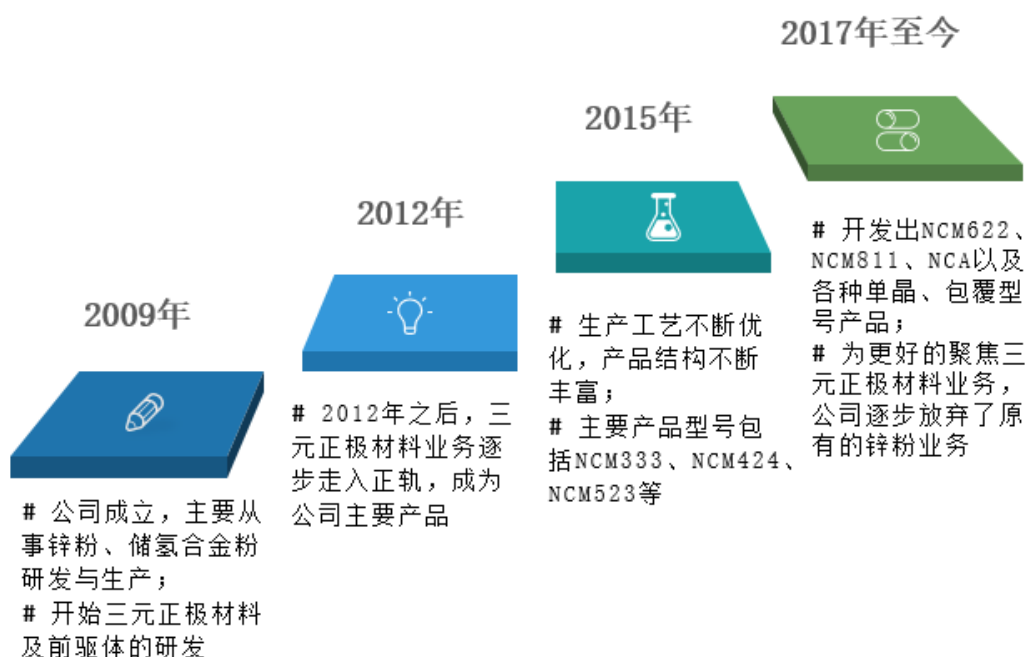 2009年
# 公司成立，主要从
事锌粉、储氢合金粉
研发与生产；
# 开始三元正极材料
及前驱体的研发
2012年
# 2012年之后，三
元正极材料业务逐
步走入正轨，成为
公司主要产品
2015年
# 生产工艺不断优
化，产品结构不断
丰富；
# 主要产品型号包
括NCM333、NCM424、
NCM523等
2017年至今
# 开发出NCM622、
NCM811、NCA以及
各种单晶、包覆型
号产品；
# 为更好的聚焦三
元正极材料业务，
公司逐步放弃了原
有的锌粉业务